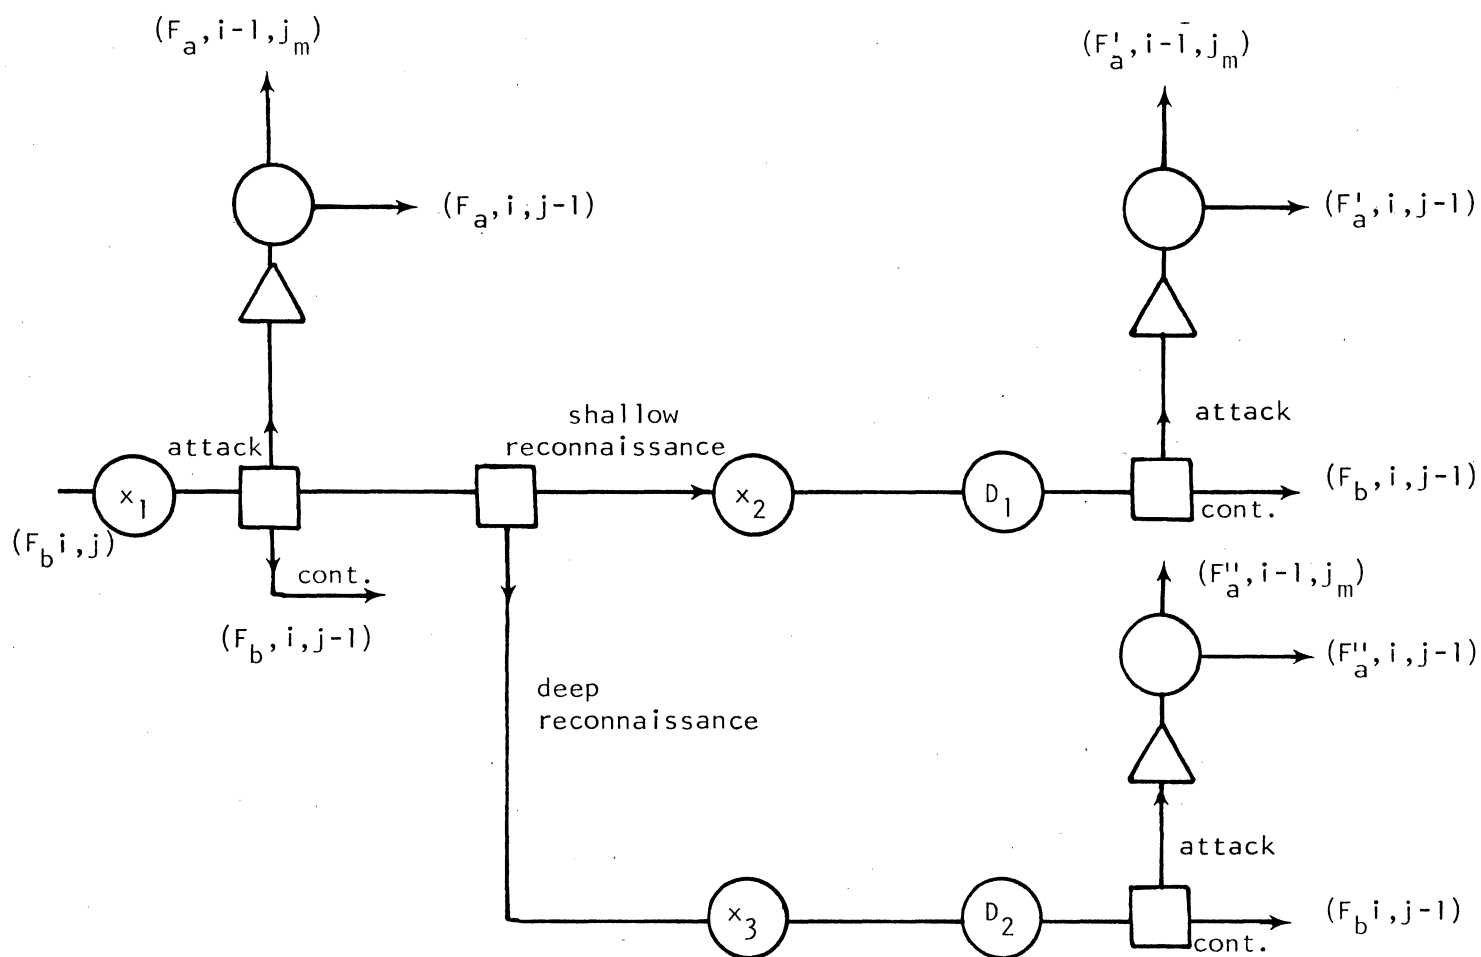 (F_a,i-1,j_m)
(F'_a,i-1,j_m)
(F_a,i,j-1)
(F'_a,i,j-1)
shallow
reconnaissance
attack
attack
x_1
x_2
D_1
(F_b,i,j-1)
cont.
(F_b i,j)
cont.
(F''_a,i-1,j_m)
(F_b,i,j-1)
(F''_a,i,j-1)
deep
reconnaissance
attack
x_3
D_2
(F_b i,j-1)
cont.